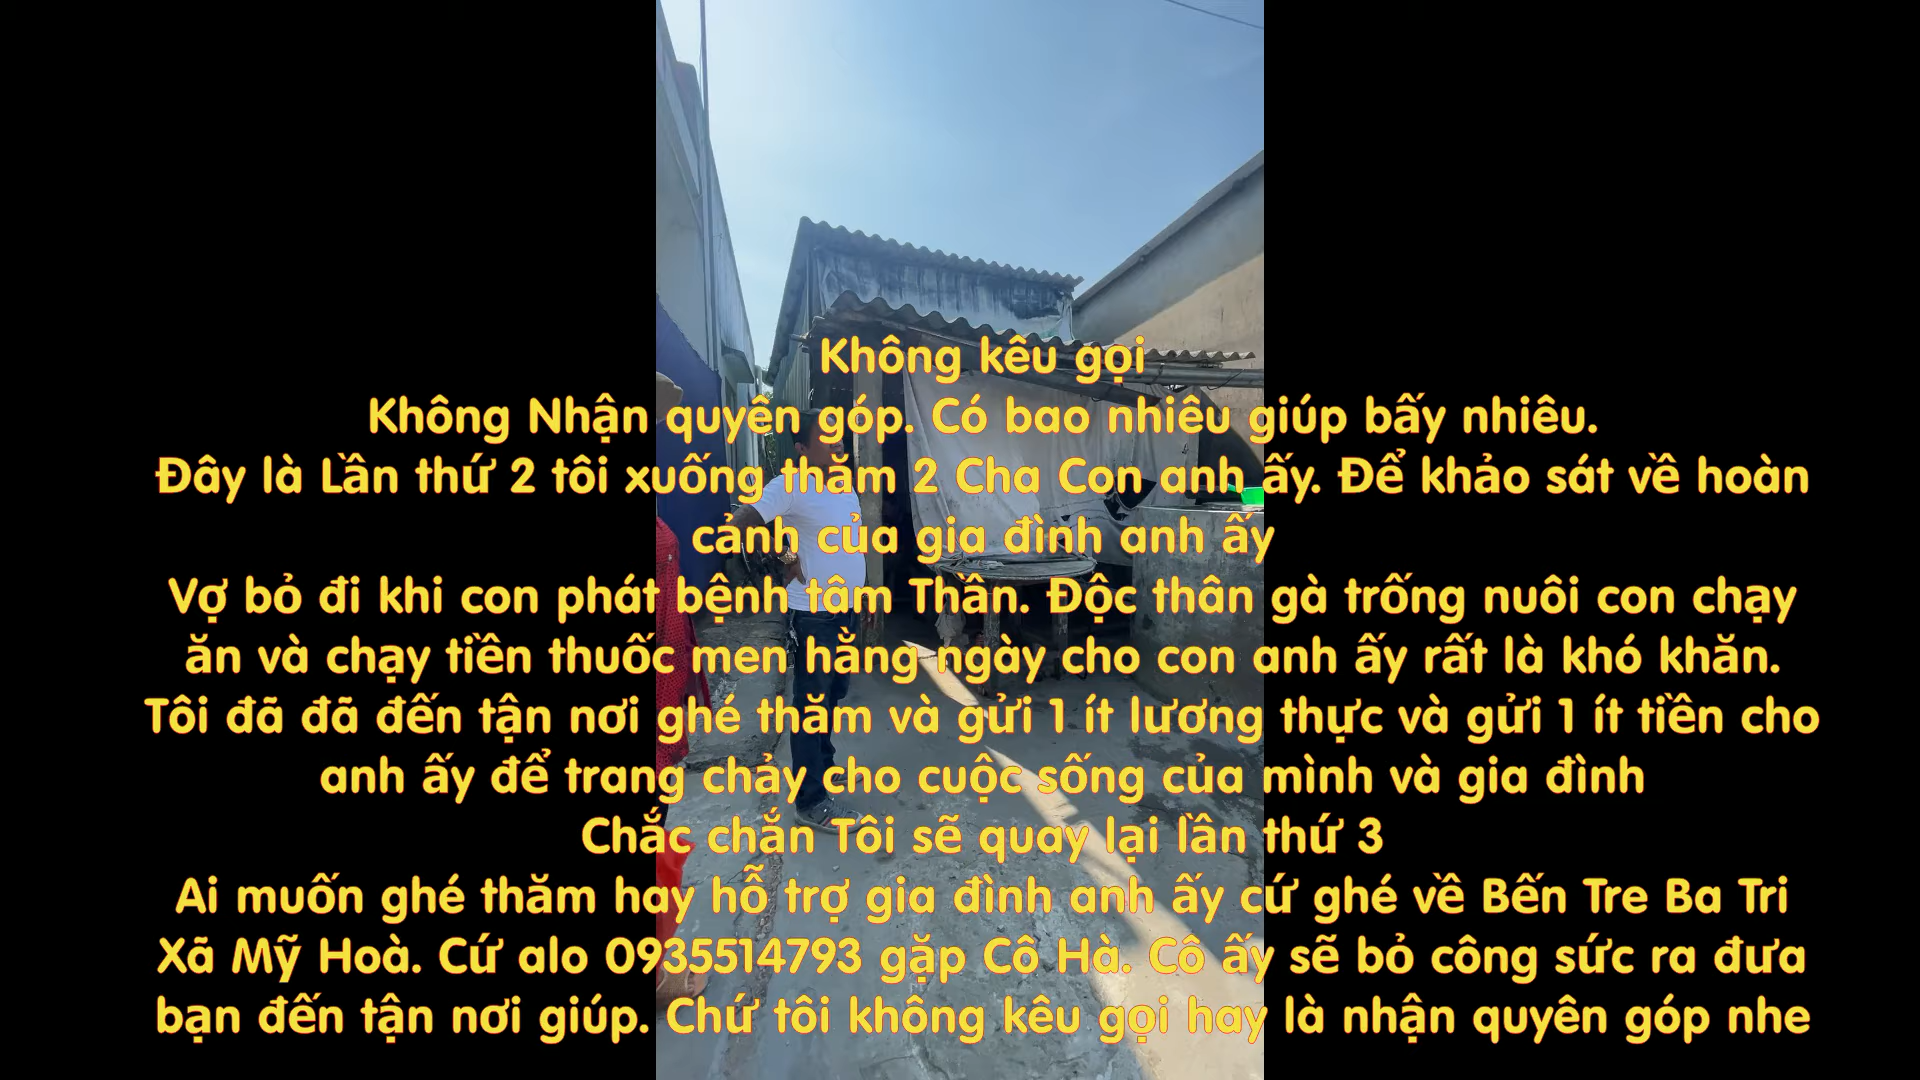 Không kêu gọi
Không Nhận quyên góp. Có bao nhiêu giúp bấy nhiêu.
Đây là Lần thứ 2 tôi xuống thăm 2 Cha Con anh ấy. Để khảo sát về hoàn
cảnh của gia đình anh ấy
Vợ bỏ đi khi con phát bệnh tâm Thần. Độc thân gà trống nuôi con chạy
ăn và chạy tiền thuốc men hằng ngày cho con anh ấy rất là khó khăn.
Tôi đã đã đến tận nơi ghé thăm và gửi 1 ít lương thực và gửi 1 ít tiền cho
anh ấy để trang chảy cho cuộc sống của mình và gia đình
Chắc chắn Tôi sẽ quay lại lần thứ 3
Ai muốn ghé thăm hay hỗ trợ gia đình anh ấy cứ ghé về Bến Tre Ba Tri
Xã Mỹ Hoà. Cứ alo 0935514793 gặp Cô Hà. Cô ấy sẽ bỏ công sức ra đưa
bạn đến tận nơi giúp. Chứ tôi không kêu gọi hay là nhận quyên góp nhe